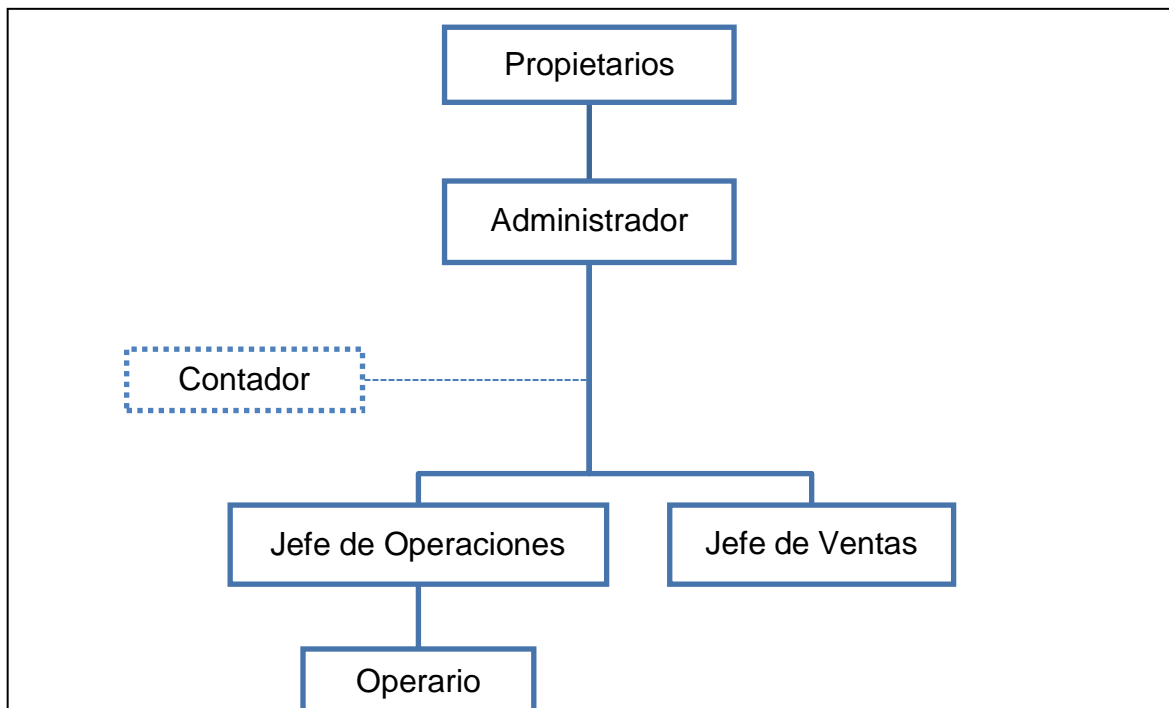 Propietarios
Administrador
Contador
Jefe de Operaciones
Jefe de Ventas
Operario